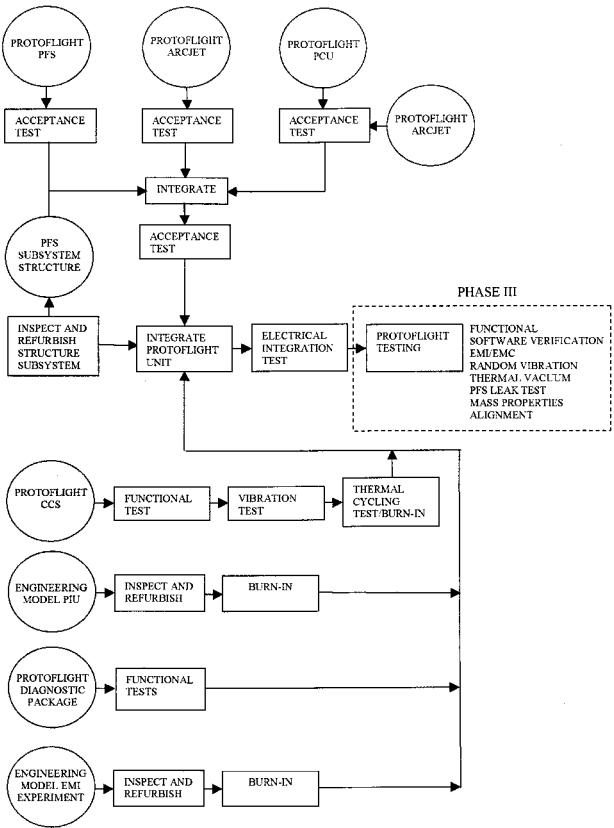 PROTOFLIGHT
PFS
PROTOFLIGHT
ARCJET
PROTOFLIGHT
PCU
ACCEPTANCE
TEST
ACCEPTANCE
TEST
ACCEPTANCE
TEST
PROTOFLIGHT
ARCJET
INTEGRATE
PFS
SUBSYSTEM
STRUCTURE
ACCEPTANCE
TEST
PHASE III
INSPECT AND
REFURBISH
STRUCTURE
SUBSYSTEM
INTEGRATE
PROTOFLIGHT
UNIT
ELECTRICAL
INTEGRATION
TEST
PROTOFLIGHT
TESTING
FUNCTIONAL
SOFTWARE VERIFICATION
EMI/EMC
RANDOM VIBRATION
THERMAL VACUUM
PFS LEAK TEST
MASS PROPERTIES
ALIGNMENT
PROTOFLIGHT
CCS
FUNCTIONAL
TEST
VIBRATION
TEST
THERMAL
CYCLING
TEST/BURN-IN
ENGINEERING
MODEL PIU
INSPECT AND
REFURBISH
BURN-IN
PROTOFLIGHT
DIAGNOSTIC
PACKAGE
FUNCTIONAL
TESTS
ENGINEERING
MODEL EMI
EXPERIMENT
INSPECT AND
REFURBISH
BURN-IN